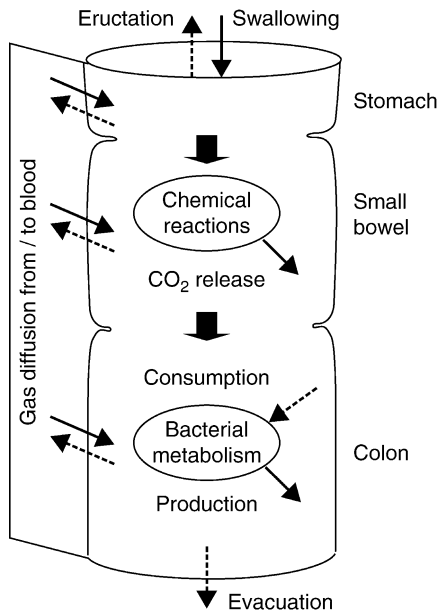 Eructation
Swallowing
Stomach
Gas diffusion from / to blood
Chemical
reactions
Small
bowel
CO₂ release
Consumption
Bacterial
metabolism
Colon
Production
Evacuation